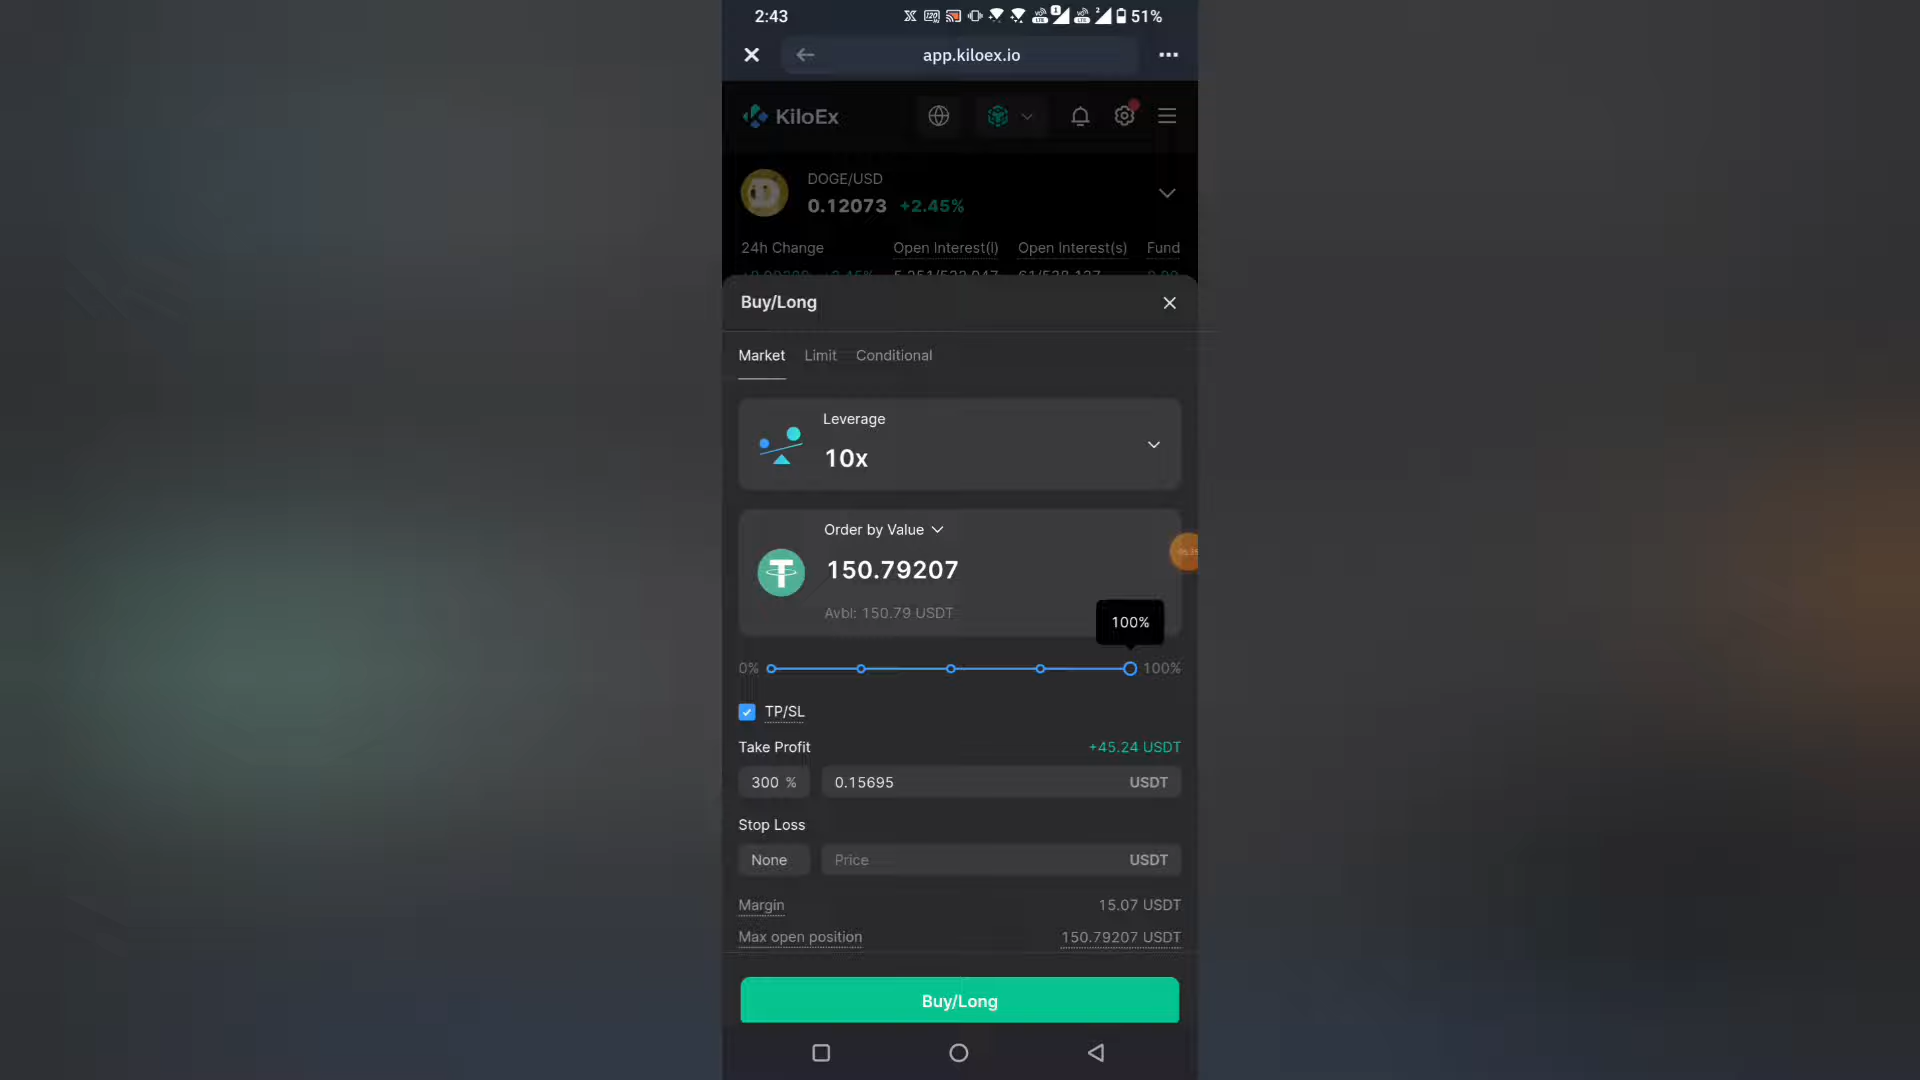 2:43
51%
app.kiloex.io
KiloEx
DOGE/USD
0.12073 +2.45%
24h Change Open Interest(l) Open Interest(s) Fund
Buy/Long
Market Limit Conditional
Leverage
10x
Order by Value
150.79207
Avbl: 150.79 USDT
100%
0% 100%
TP/SL
Take Profit +45.24 USDT
300 % 0.15695 USDT
Stop Loss
None Price USDT
Margin 15.07 USDT
Max open position 150.79207 USDT
Buy/Long